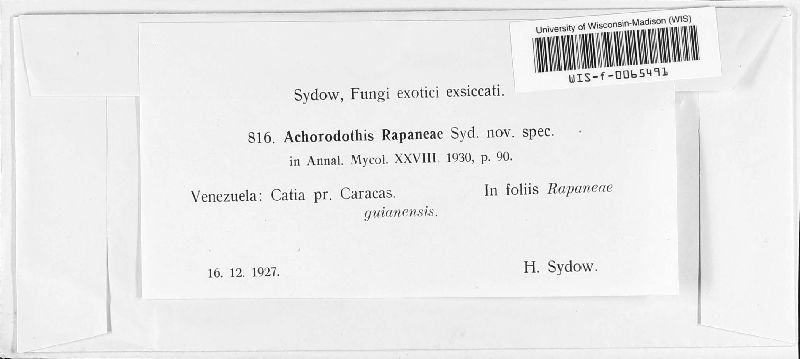 University of Wisconsin-Madison (WIS)
WIS-f-0065491
Sydow, Fungi exotici exsiccati.
816. Achorodothis Rapaneae Syd. nov. spec.
in Annal. Mycol. XXVIII 1930, p. 90.
Venezuela: Catia pr. Caracas. In foliis Rapaneae
guianensis.
16. 12. 1927. H. Sydow.